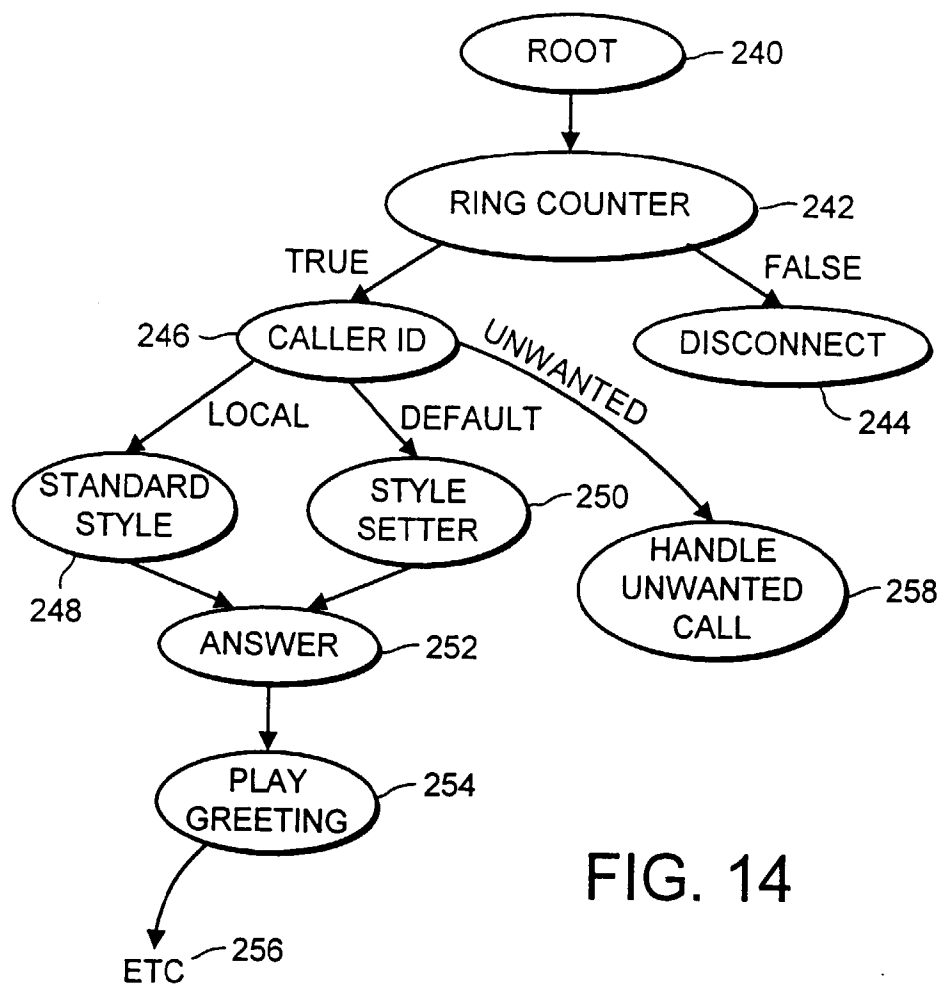 ROOT
240
RING COUNTER
242
TRUE
FALSE
246
CALLER ID
UNWANTED
DISCONNECT
244
LOCAL
DEFAULT
STANDARD
STYLE
248
STYLE
SETTER
250
HANDLE
UNWANTED
CALL
258
ANSWER
252
PLAY
GREETING
254
FIG. 14
ETC
256